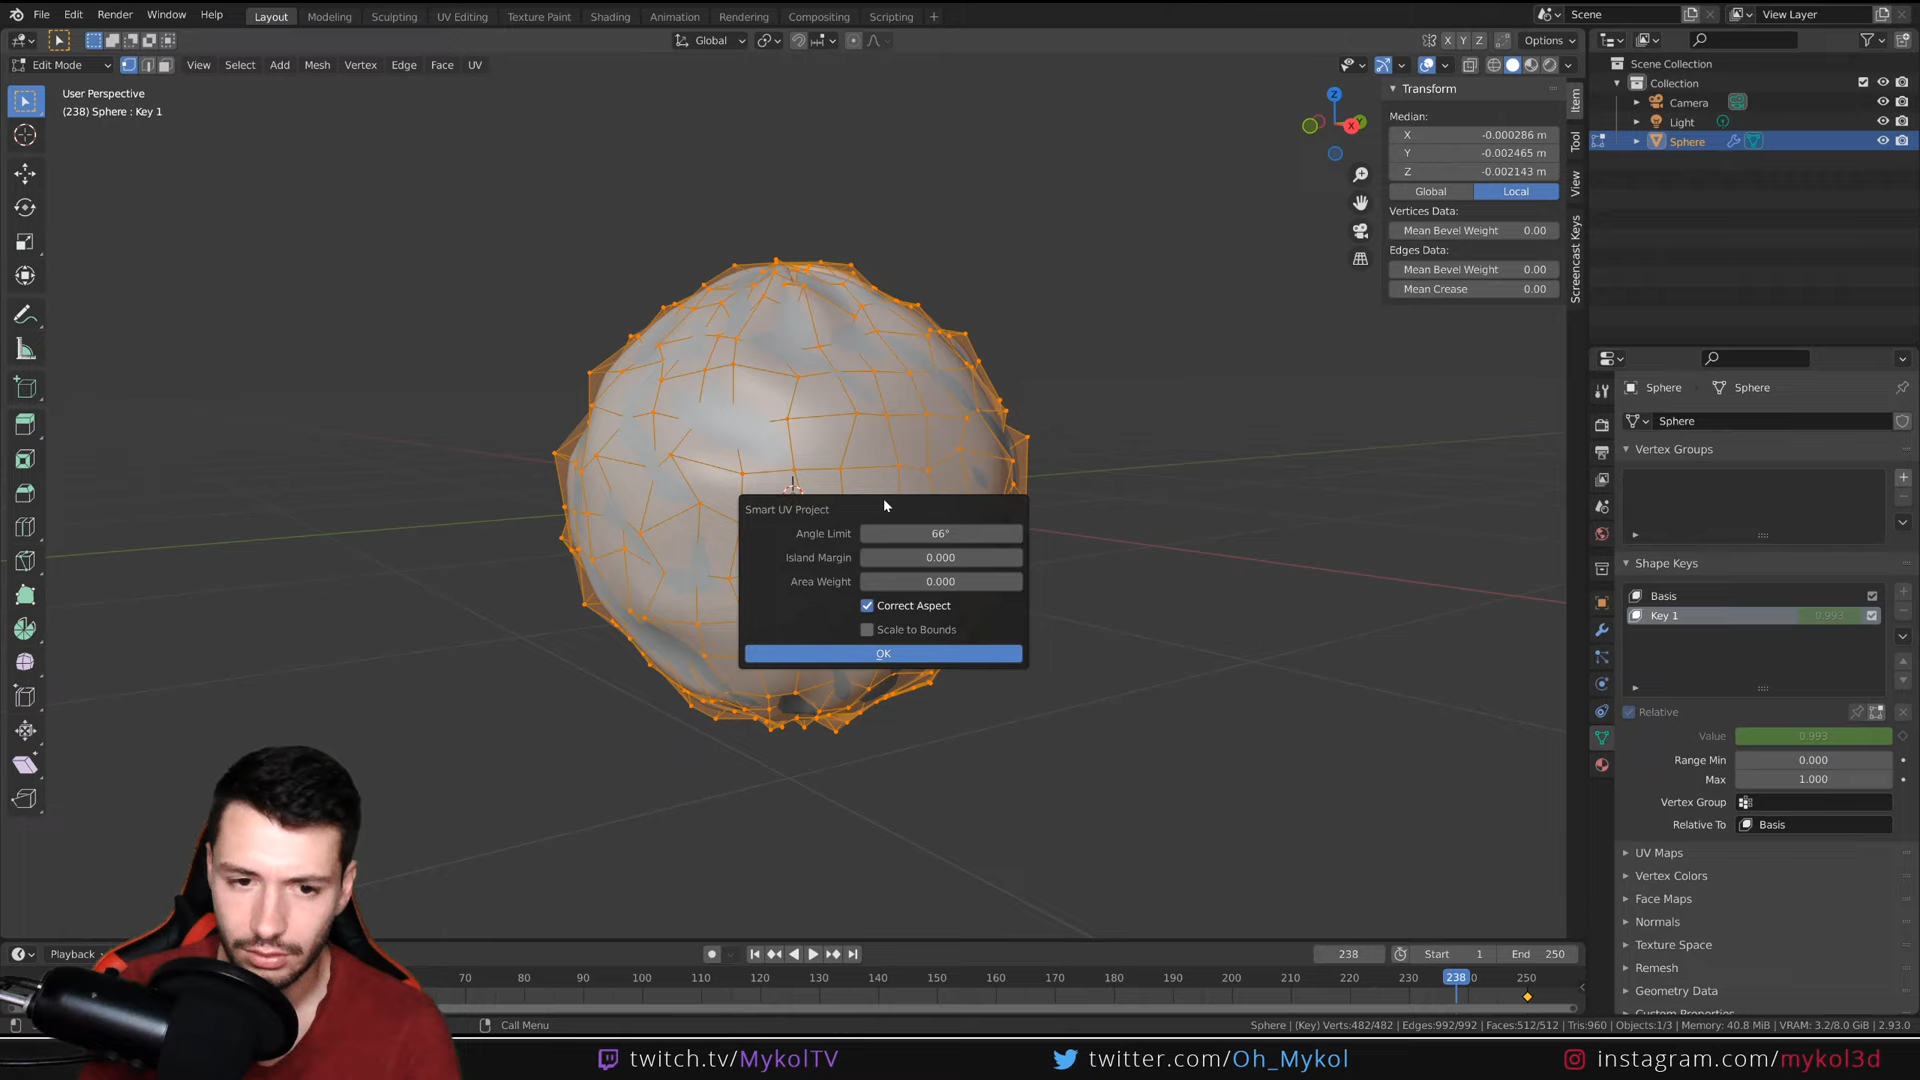 File Edit Render Window Help Layout Modeling Sculpting UV Editing Texture Paint Shading Animation Rendering Compositing Scripting + Scene View Layer
Global X Y Z Options
Edit Mode View Select Add Mesh Vertex Edge Face UV
User Perspective
(238) Sphere : Key 1
Z
X
Y
Transform
Median:
X -0.000286 m
Y -0.002465 m
Z -0.002143 m
Global Local
Vertices Data:
Mean Bevel Weight 0.00
Edges Data:
Mean Bevel Weight 0.00
Mean Crease 0.00
Item
Tool
View
Screencast Keys
Scene Collection
Collection
Camera
Light
Sphere
Smart UV Project
Angle Limit 66°
Island Margin 0.000
Area Weight 0.000
Correct Aspect
Scale to Bounds
OK
Sphere Sphere
Sphere
Vertex Groups
Shape Keys
Basis
Key 1 0.993
Relative
Value 0.993
Range Min 0.000
Max 1.000
Vertex Group
Relative To Basis
UV Maps
Vertex Colors
Face Maps
Normals
Texture Space
Remesh
Geometry Data
Custom Properties
Playback 238 Start 1 End 250
70 80 90 100 110 120 130 140 150 160 170 180 190 200 210 220 230 238 0 250
Call Menu
Sphere | (Key) Verts:482/482 | Edges:992/992 | Faces:512/512 | Tris:960 | Objects:1/3 | Memory: 40.8 MiB | VRAM: 3.2/8.0 GiB | 2.93.0
twitch.tv/MykolTV twitter.com/Oh_Mykol instagram.com/mykol3d